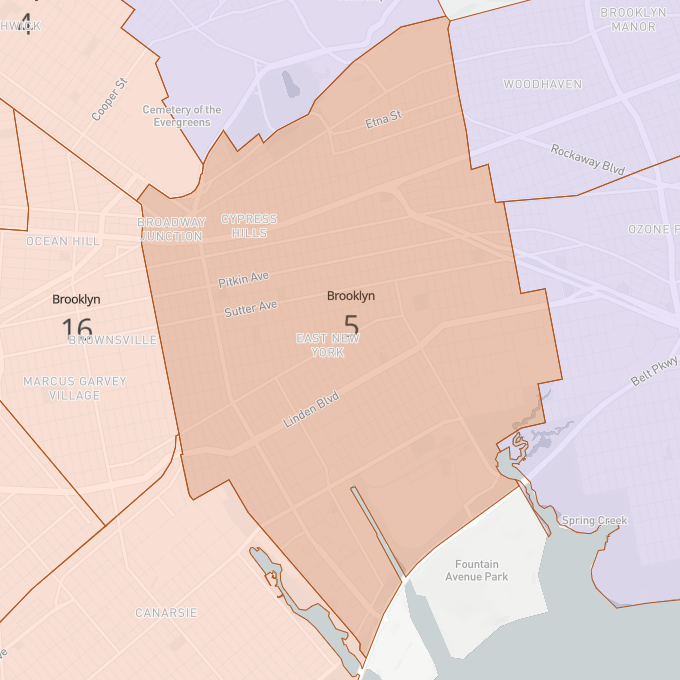 BROOKLYN
MANOR
4
Cooper St
WOODHAVEN
Cemetery of the
Evergreens
Etna St
Rockaway Blvd
BROADWAY
JUNCTION
CYPRESS
HILLS
OCEAN HILL
OZONE P
Pitkin Ave
Brooklyn
16
Brooklyn
5
Sutter Ave
BROWNSVILLE
EAST NEW
YORK
MARCUS GARVEY
VILLAGE
Belt Pkwy
Linden Blvd
Spring Creek
Fountain
Avenue Park
CANARSIE